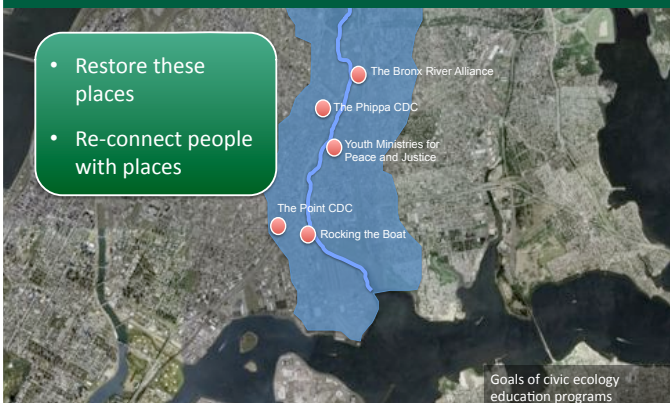 • Restore these
places
• Re-connect people
with places
The Bronx River Alliance
The Phippa CDC
Youth Ministries for
Peace and Justice
The Point CDC
Rocking the Boat
Goals of civic ecology
education programs